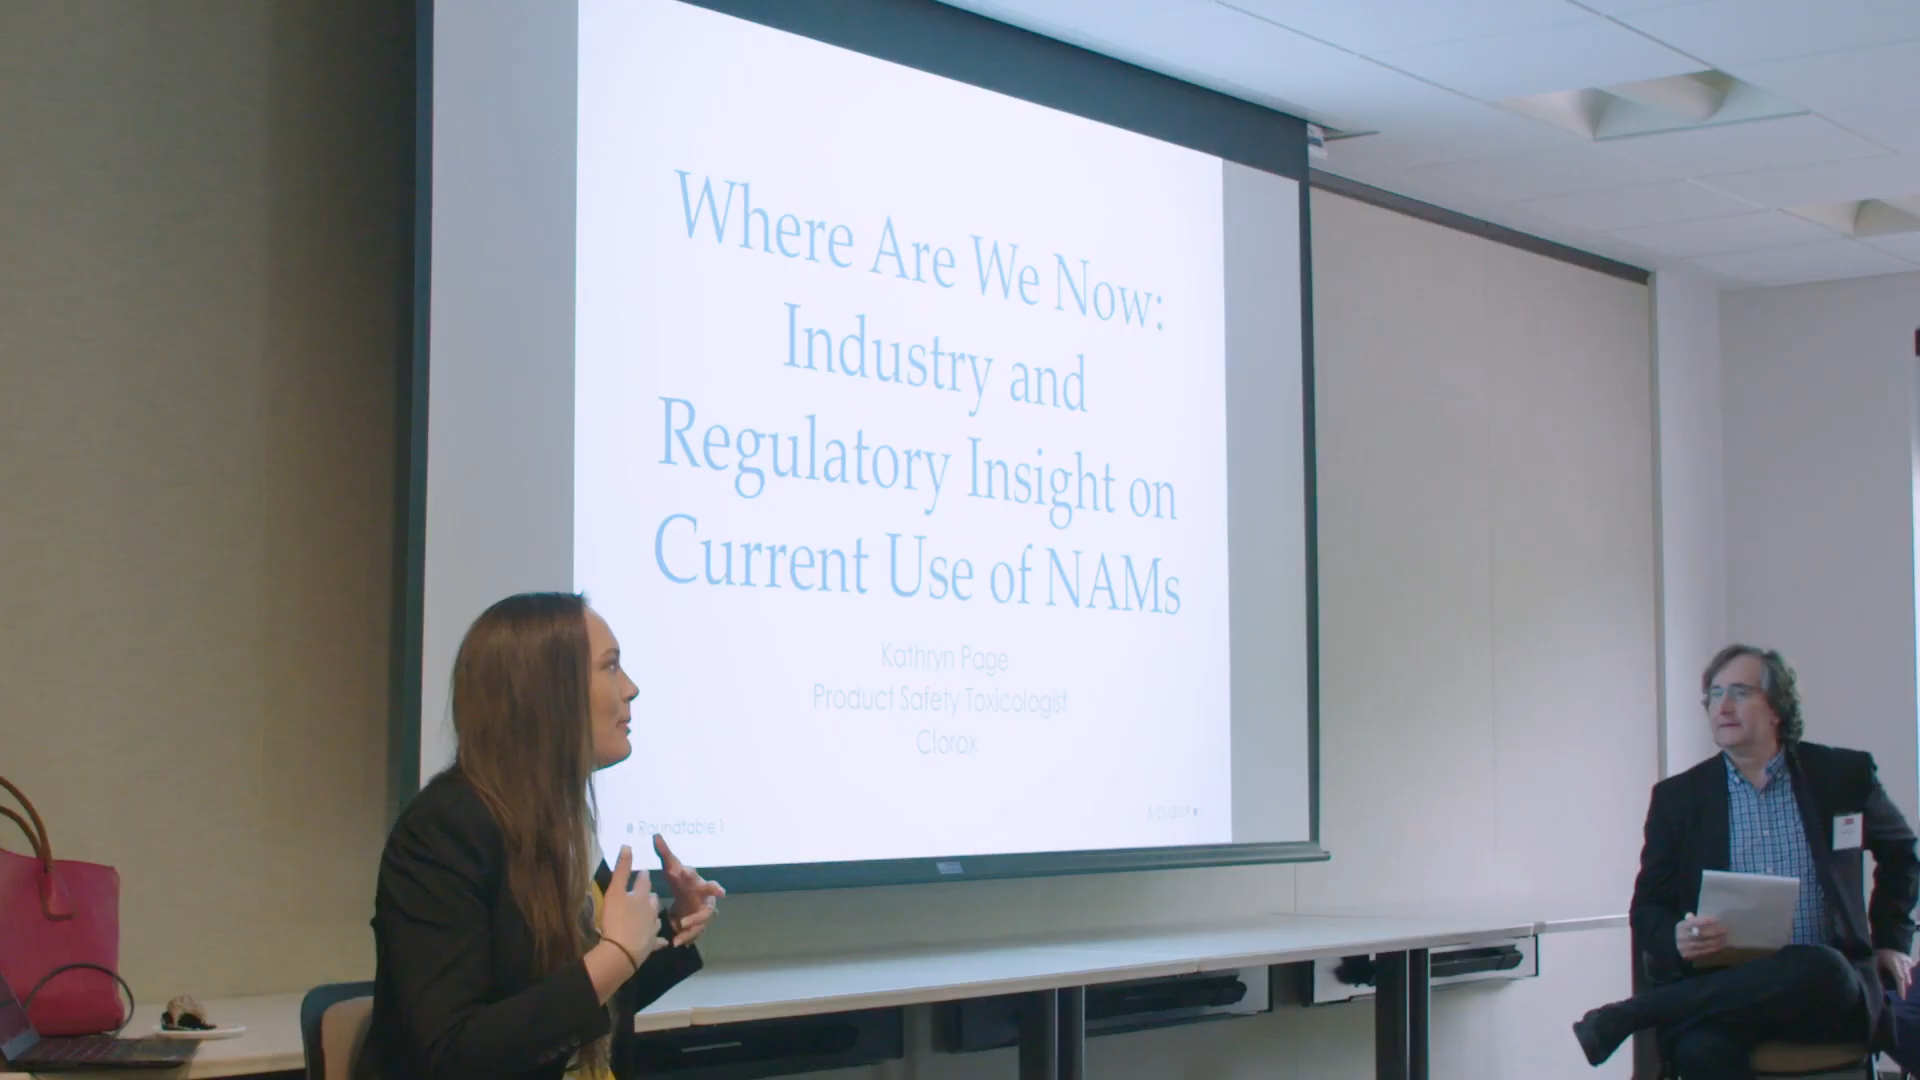 Where Are We Now:
Industry and
Regulatory Insight on
Current Use of NAMs
Kathryn Page
Product Safety Toxicologist
Clorox
• Roundtable 1